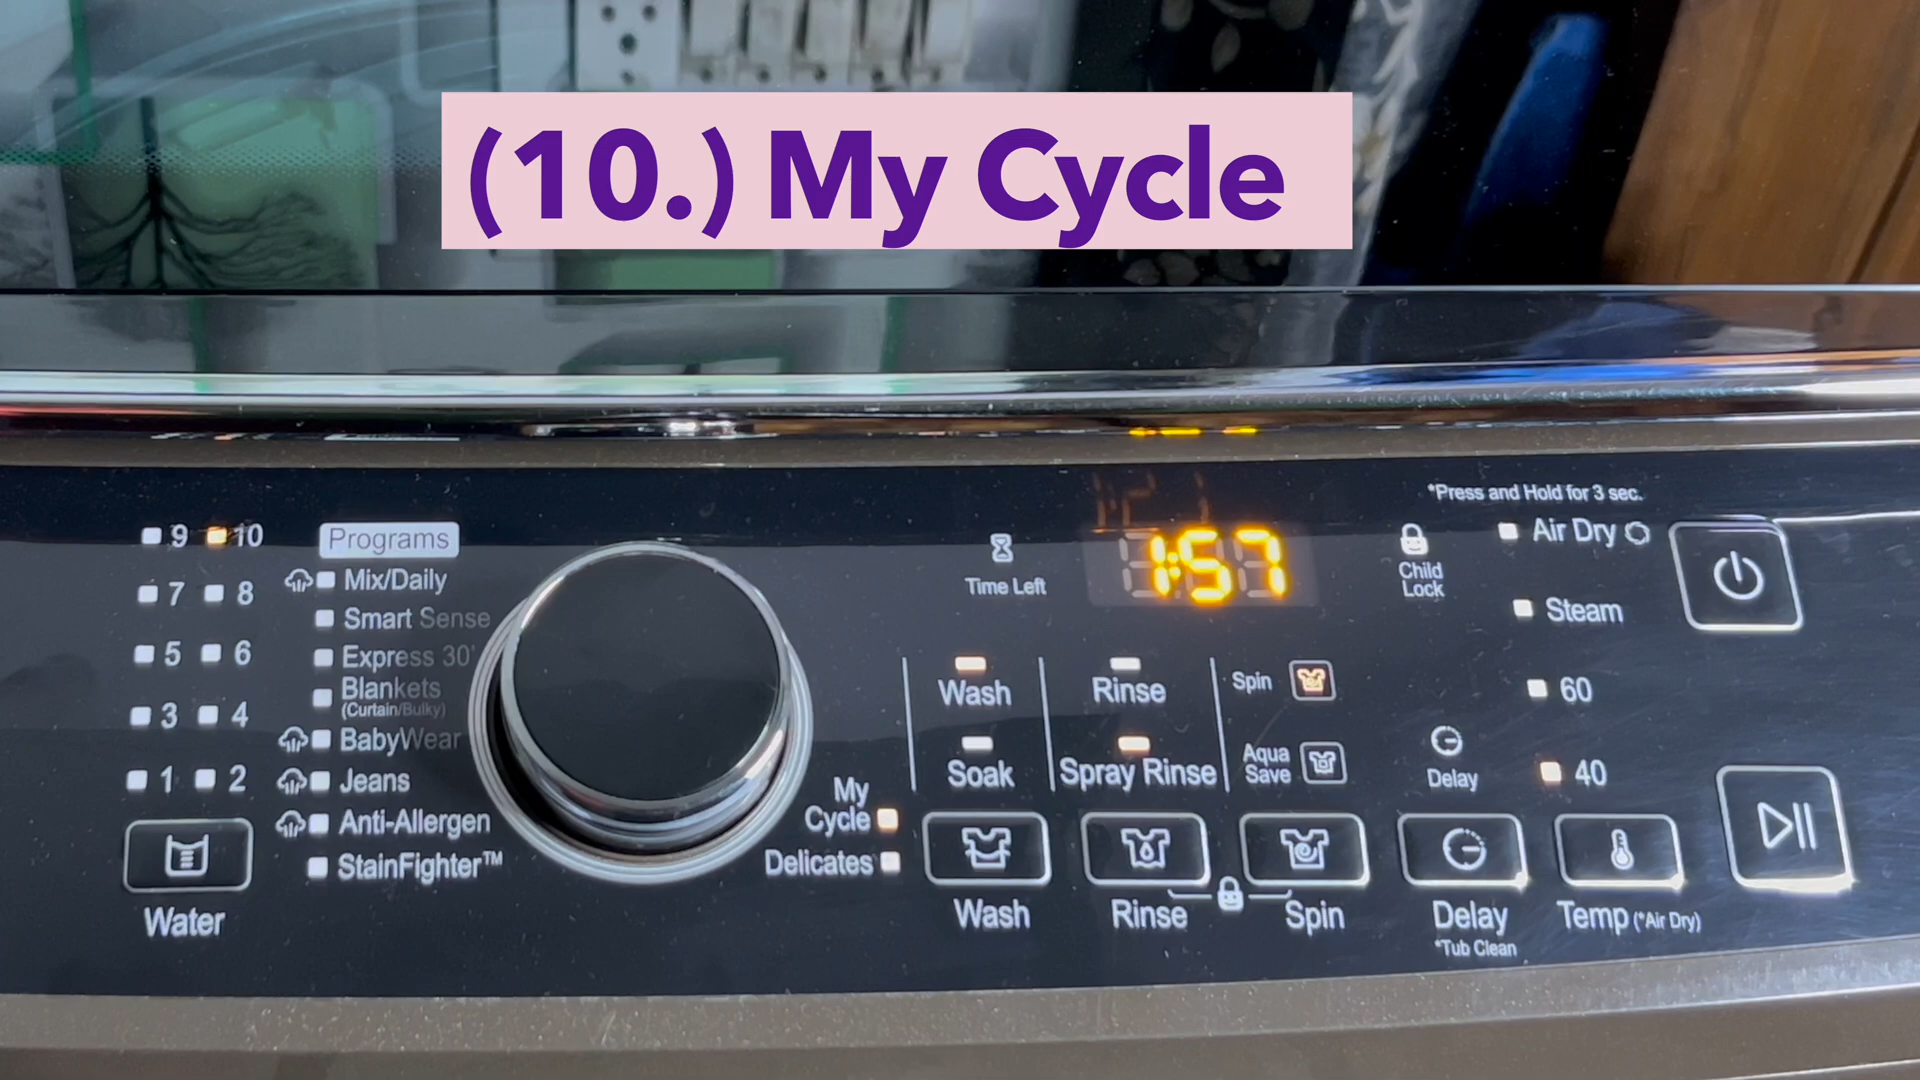 (10.) My Cycle
9 10
7 8
5 6
3 4
1 2
Water
Programs
Mix/Daily
Smart Sense
Express 30'
Blankets
(Curtain/Bulky)
BabyWear
Jeans
Anti-Allergen
StainFighter™
My
Cycle
Delicates
Time Left
1:57
Wash
Soak
Rinse
Spray Rinse
Spin
Aqua
Save
Wash
Rinse
Spin
*Press and Hold for 3 sec.
Child
Lock
Air Dry
Steam
60
40
Delay
Delay
*Tub Clean
Temp (*Air Dry)